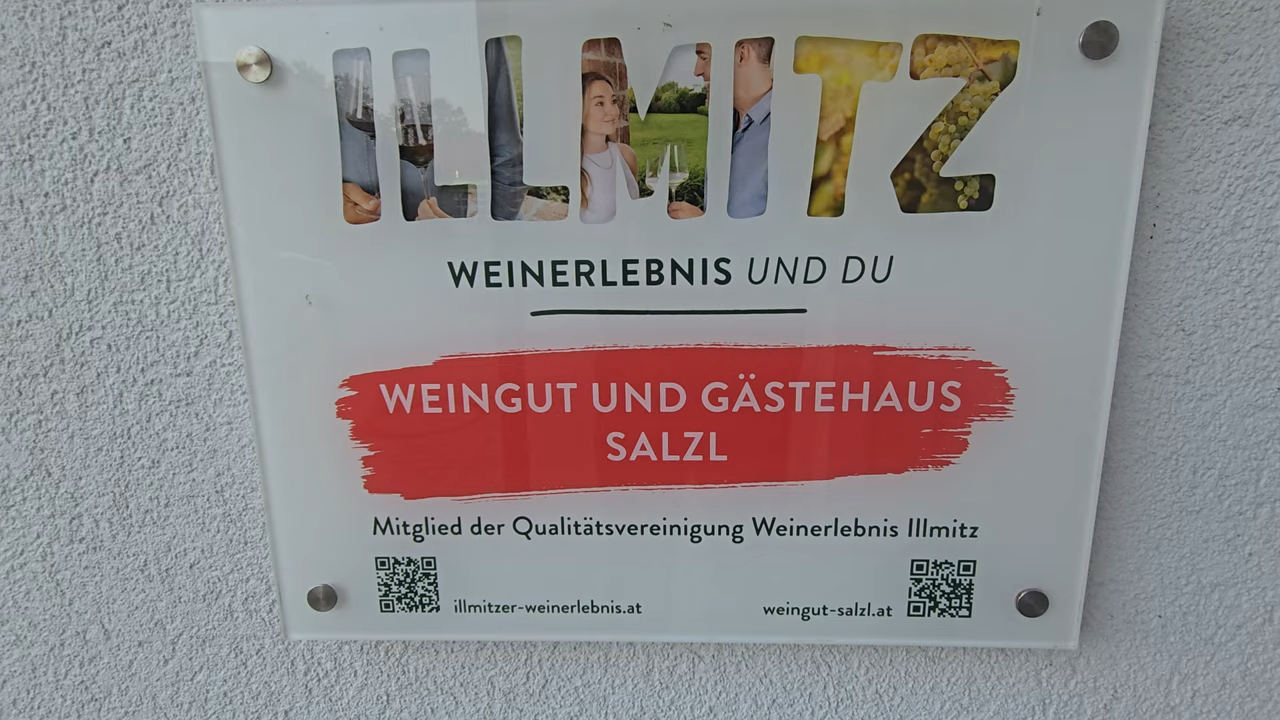 ILLMITZ
WEINERLEBNIS UND DU
WEINGUT UND GÄSTEHAUS
SALZL
Mitglied der Qualitätsvereinigung Weinerlebnis Illmitz
illmitzer-weinerlebnis.at
weingut-salzl.at